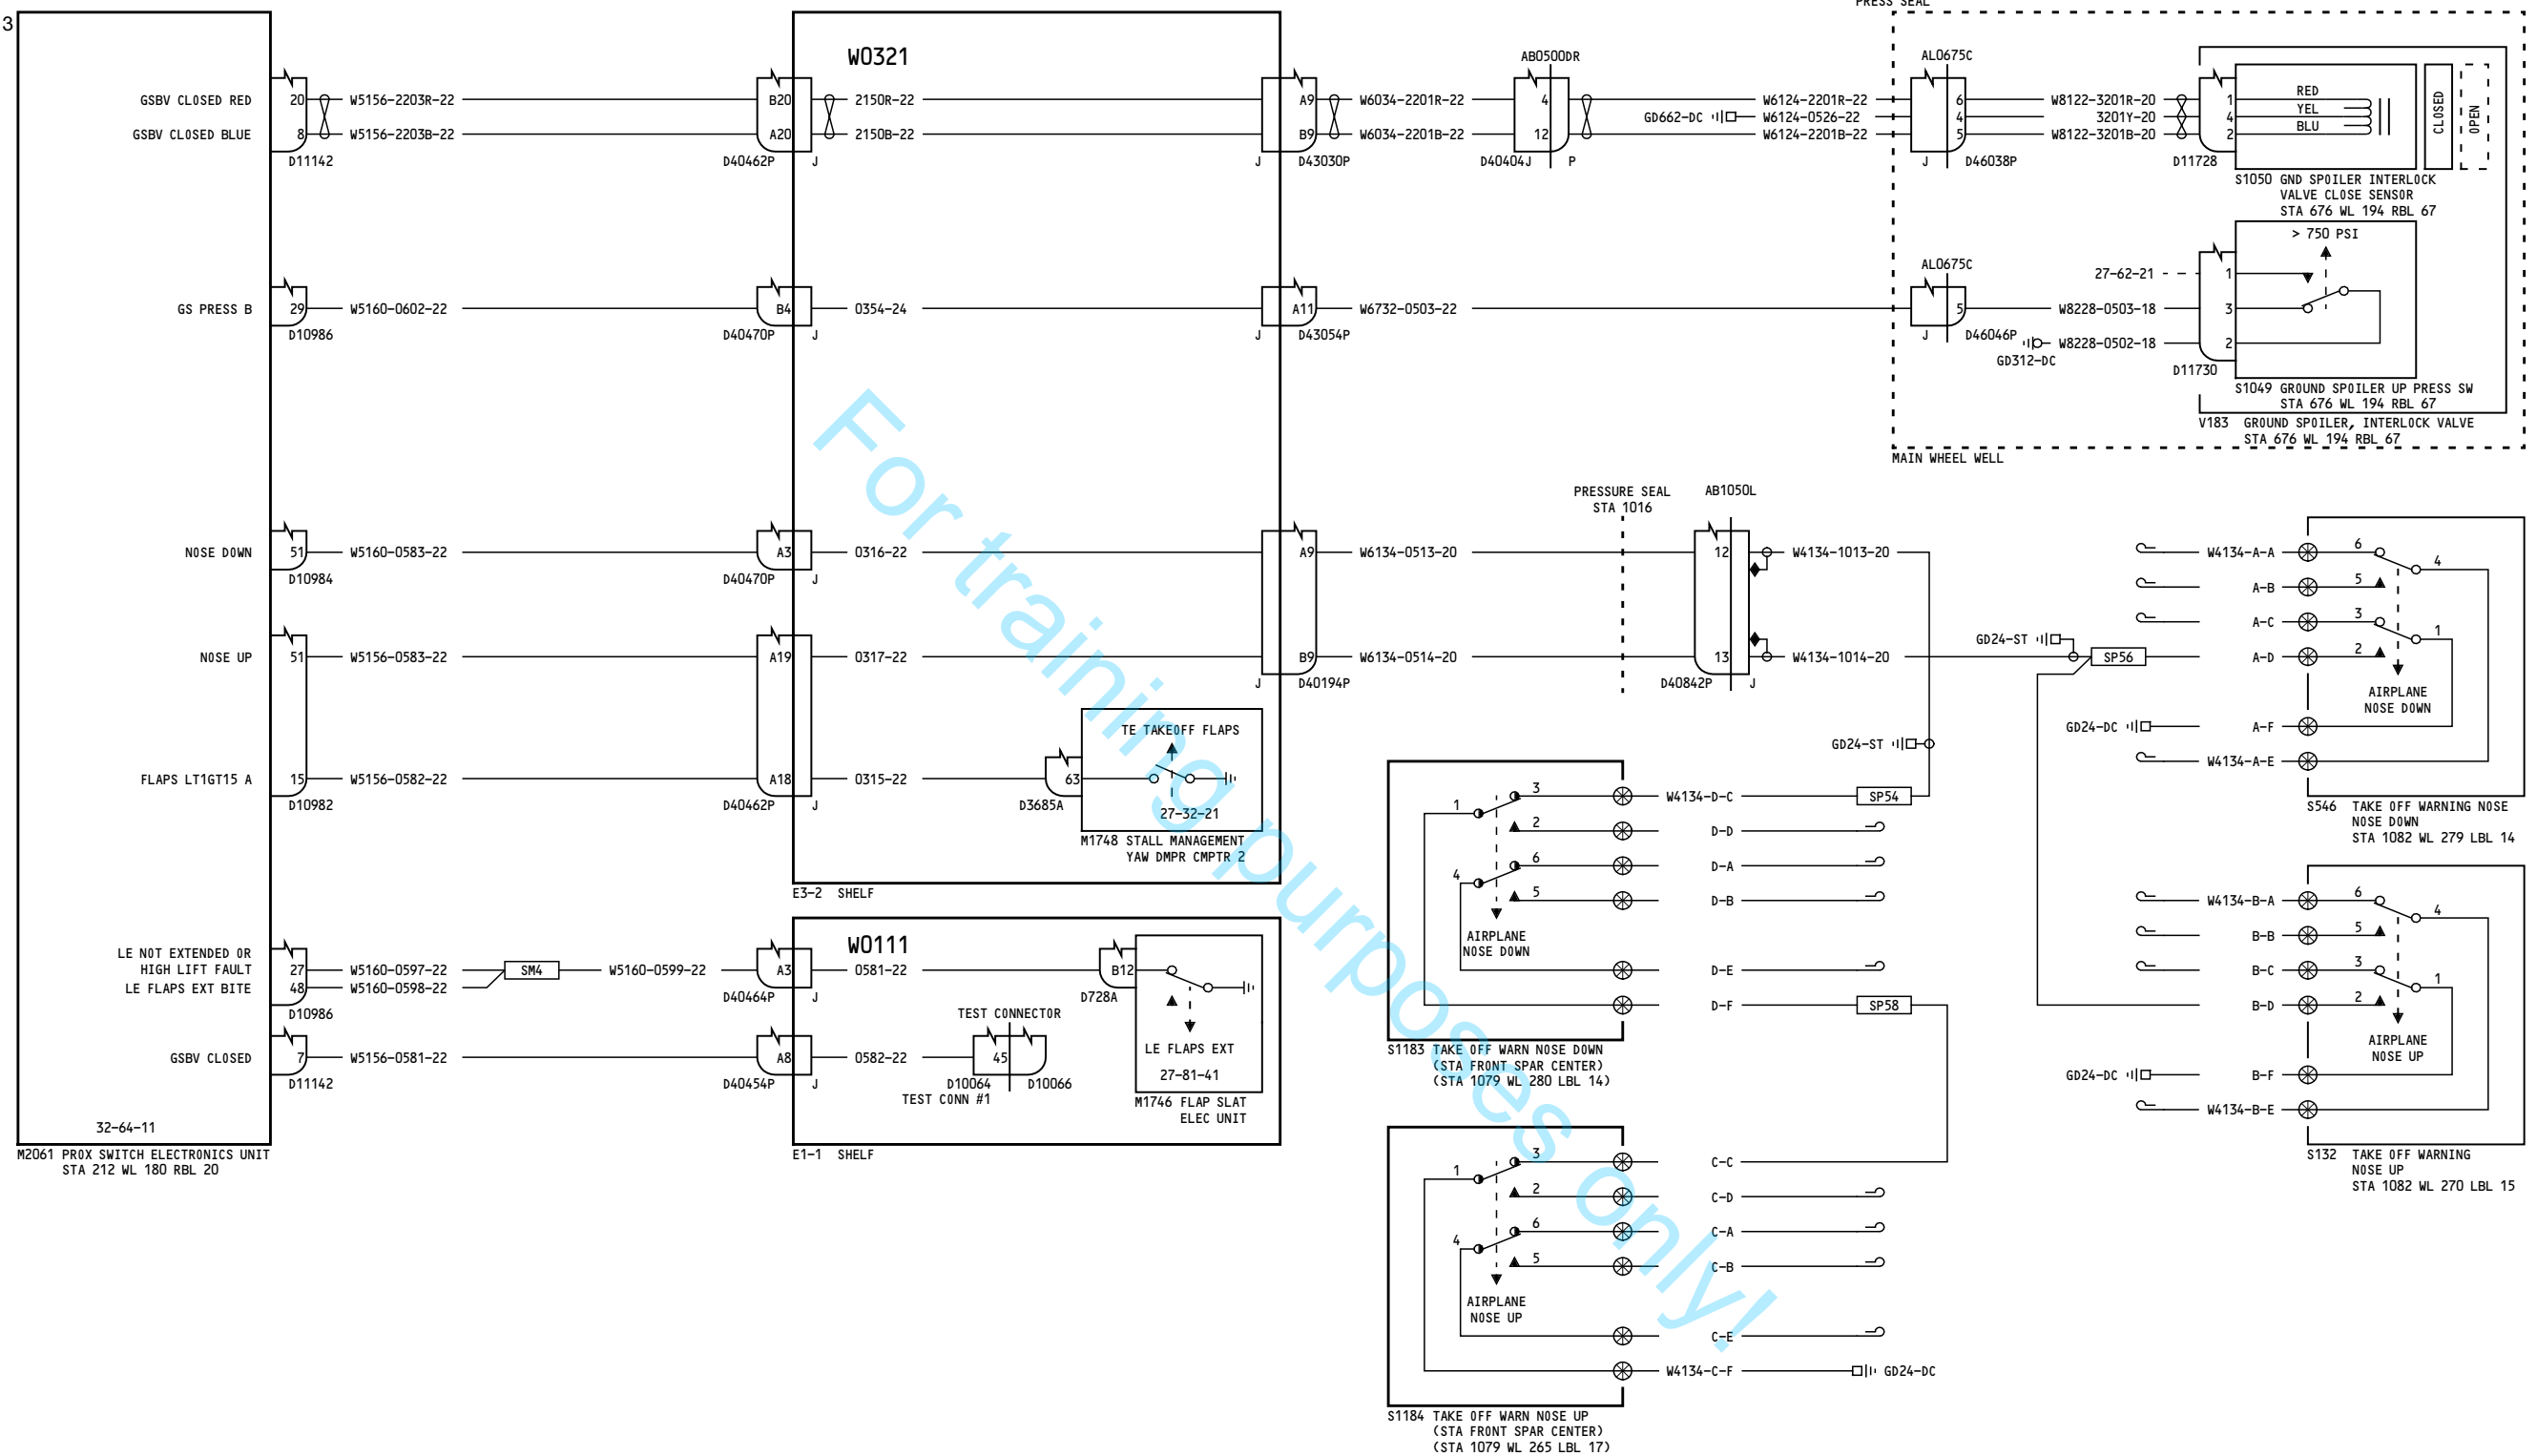 3
PRESS SEAL
GSBV CLOSED RED
20
W5156-2203R-22
GSBV CLOSED BLUE
8
W5156-2203B-22
D11142
W0321
B20
2150R-22
A20
2150B-22
D40462P
J
J
A9
W6034-2201R-22
B9
W6034-2201B-22
D43030P
AB0500DR
4
12
D40404J
P
W6124-2201R-22
GD662-DC
W6124-0526-22
W6124-2201B-22
AL0675C
6
4
5
J
D46038P
W8122-3201R-20
3201Y-20
W8122-3201B-20
1
4
2
D11728
RED
YEL
BLU
CLOSED
OPEN
S1050 GND SPOILER INTERLOCK
VALVE CLOSE SENSOR
STA 676 WL 194 RBL 67
GS PRESS B
29
W5160-0602-22
D10986
B4
0354-24
D40470P
J
J
A11
W6732-0503-22
D43054P
AL0675C
5
J
D46046P
W8228-0503-18
W8228-0502-18
GD312-DC
27-62-21
1
3
2
D11730
> 750 PSI
S1049 GROUND SPOILER UP PRESS SW
STA 676 WL 194 RBL 67
V183 GROUND SPOILER, INTERLOCK VALVE
STA 676 WL 194 RBL 67
MAIN WHEEL WELL
NOSE DOWN
51
W5160-0583-22
D10984
A3
0316-22
D40470P
J
A9
W6134-0513-20
NOSE UP
51
W5156-0583-22
A19
0317-22
B9
W6134-0514-20
J
D40194P
PRESSURE SEAL
STA 1016
AB1050L
12
W4134-1013-20
13
W4134-1014-20
D40842P
J
GD24-ST
SP56
GD24-ST
FLAPS LT1GT15 A
15
W5156-0582-22
D10982
A18
0315-22
D40462P
J
63
D3685A
TE TAKEOFF FLAPS
27-32-21
M1748 STALL MANAGEMENT
YAW DMPR CMPTR 2
E3-2 SHELF
W4134-A-A
6
4
A-B
5
A-C
3
1
A-D
2
AIRPLANE
NOSE DOWN
GD24-DC
A-F
W4134-A-E
S546 TAKE OFF WARNING NOSE
NOSE DOWN
STA 1082 WL 279 LBL 14
1
3
W4134-D-C
SP54
2
D-D
4
6
D-A
5
D-B
AIRPLANE
NOSE DOWN
D-E
D-F
SP58
S1183 TAKE OFF WARN NOSE DOWN
(STA FRONT SPAR CENTER)
(STA 1079 WL 280 LBL 14)
W4134-B-A
6
4
B-B
5
B-C
3
1
B-D
2
AIRPLANE
NOSE UP
GD24-DC
B-F
W4134-B-E
S132 TAKE OFF WARNING
NOSE UP
STA 1082 WL 270 LBL 15
LE NOT EXTENDED OR
HIGH LIFT FAULT
27
W5160-0597-22
SM4
W5160-0599-22
LE FLAPS EXT BITE
48
W5160-0598-22
D10986
W0111
A3
0581-22
D40464P
J
B12
D728A
LE FLAPS EXT
27-81-41
M1746 FLAP SLAT
ELEC UNIT
GSBV CLOSED
7
W5156-0581-22
D11142
A8
0582-22
D40454P
J
TEST CONNECTOR
45
D10064
D10066
TEST CONN #1
E1-1 SHELF
32-64-11
M2061 PROX SWITCH ELECTRONICS UNIT
STA 212 WL 180 RBL 20
1
3
C-C
2
C-D
4
6
C-A
5
C-B
AIRPLANE
NOSE UP
C-E
W4134-C-F
GD24-DC
S1184 TAKE OFF WARN NOSE UP
(STA FRONT SPAR CENTER)
(STA 1079 WL 265 LBL 17)
For training purposes only!